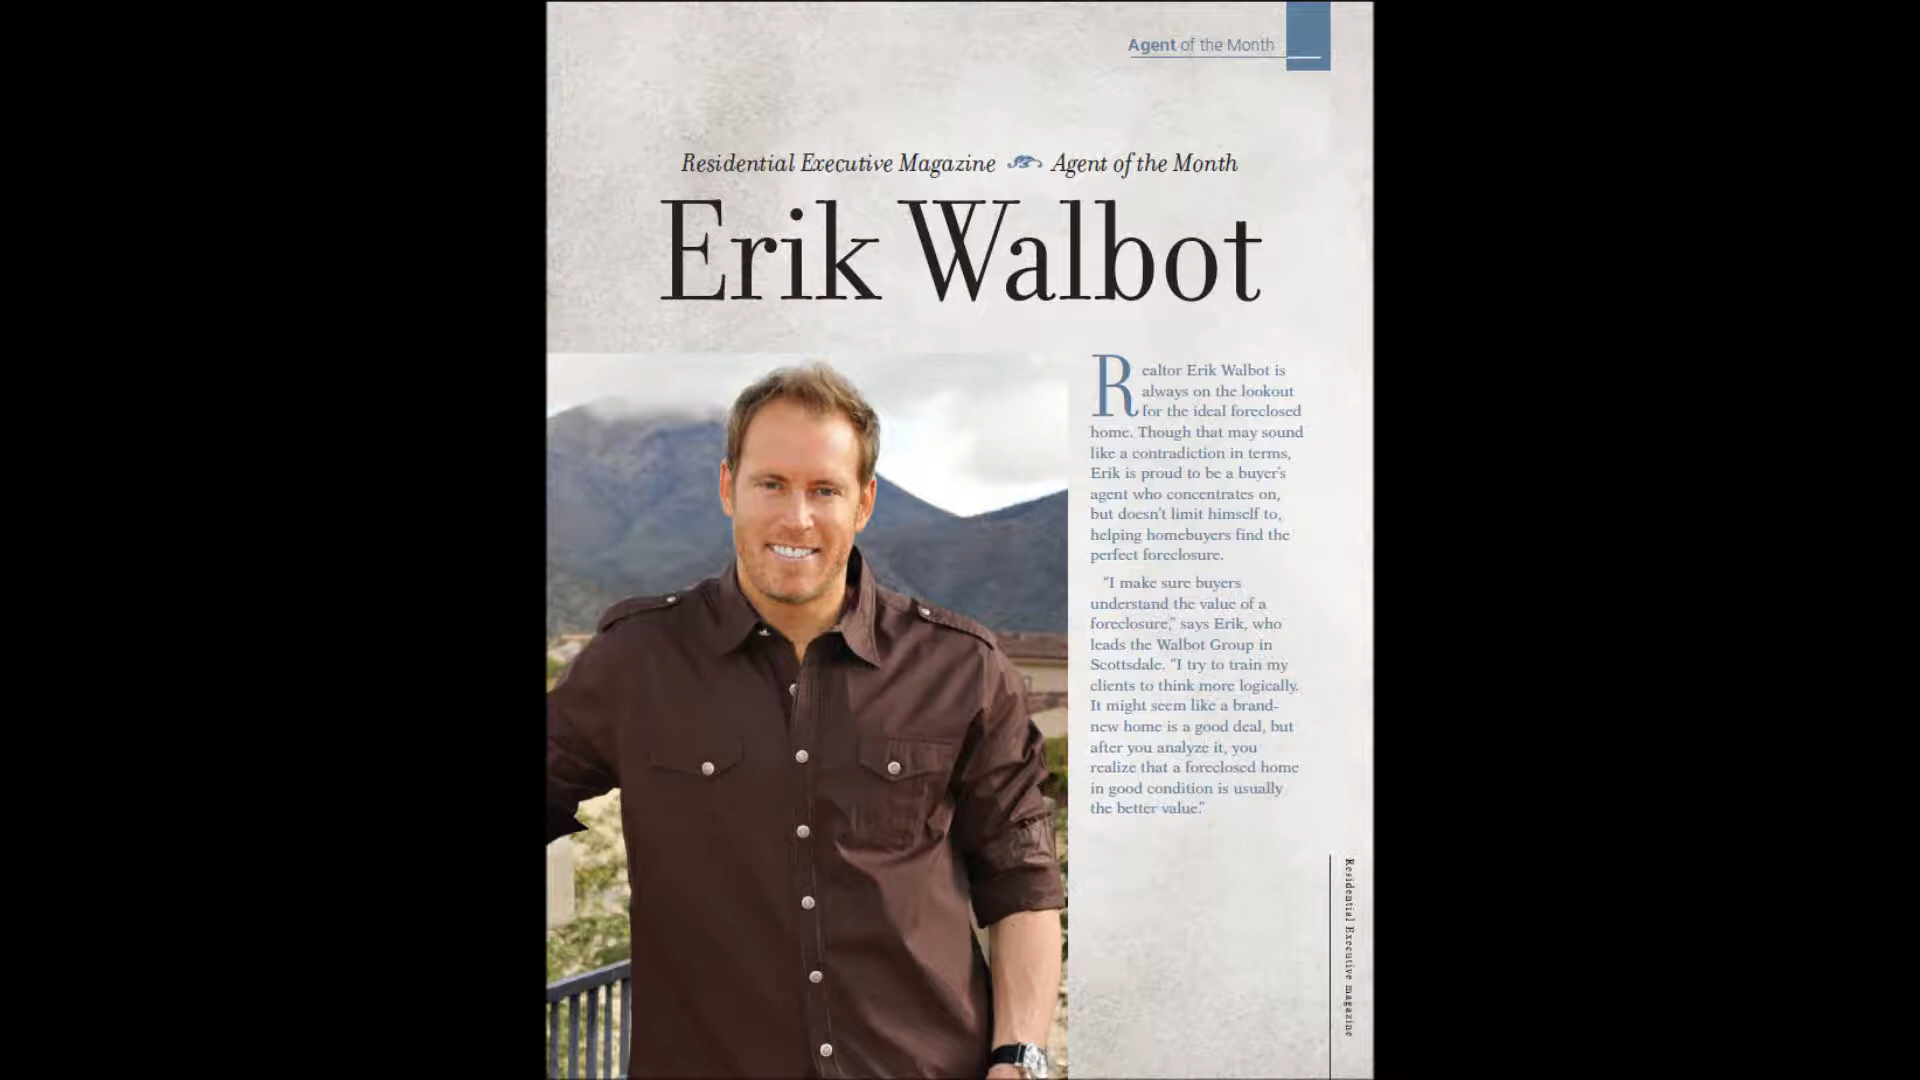 Agent of the Month
Residential Executive Magazine Agent of the Month
Erik Walbot
Realtor Erik Walbot is
always on the lookout
for the ideal foreclosed
home. Though that may sound
like a contradiction in terms,
Erik is proud to be a buyer's
agent who concentrates on,
but doesn't limit himself to,
helping homebuyers find the
perfect foreclosure.
"I make sure buyers
understand the value of a
foreclosure," says Erik, who
leads the Walbot Group in
Scottsdale. "I try to train my
clients to think more logically.
It might seem like a brand-
new home is a good deal, but
after you analyze it, you
realize that a foreclosed home
in good condition is usually
the better value."
Residential Executive magazine